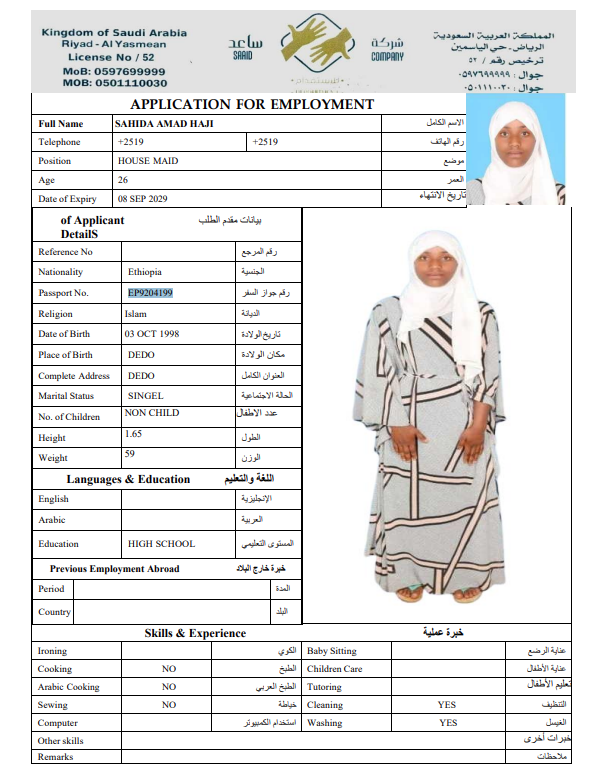 Kingdom of Saudi Arabia
Riyad - Al Yasmean
License No / 52
MoB: 0597699999
MOB: 0501110030
ساعد
SAAID
شركة
COMPANY
للاستقدام
المملكة العربية السعودية
الرياض - حي الياسمين
ترخيص رقم / ٥٢
جوال : ٠٥٩٧٦٩٩٩٩٩
جوال : ٠٥٠١١١٠٠٣٠
APPLICATION FOR EMPLOYMENT
Full Name SAHIDA AMAD HAJI الاسم الكامل
Telephone +2519 +2519 رقم الهاتف
Position HOUSE MAID موضع
Age 26 العمر
Date of Expiry 08 SEP 2029 تاريخ الانتهاء
of Applicant بيانات مقدم الطلب
DetailS
Reference No رقم المرجع
Nationality Ethiopia الجنسية
Passport No. EP9204199 رقم جواز السفر
Religion Islam الديانة
Date of Birth 03 OCT 1998 تاريخ الولادة
Place of Birth DEDO مكان الولادة
Complete Address DEDO العنوان الكامل
Marital Status SINGEL الحالة الاجتماعية
No. of Children NON CHILD عدد الاطفال
Height 1.65 الطول
Weight 59 الوزن
Languages & Education اللغة والتعليم
English الإنجليزية
Arabic العربية
Education HIGH SCHOOL المستوى التعليمي
Previous Employment Abroad خبرة خارج البلاد
Period المدة
Country البلد
Skills & Experience خبرة عملية
Ironing الكوي Baby Sitting عناية الرضع
Cooking NO الطبخ Children Care عناية الأطفال
Arabic Cooking NO الطبخ العربي Tutoring تعليم الأطفال
Sewing NO خياطة Cleaning YES التنظيف
Computer استخدام الكمبيوتر Washing YES الغسيل
Other skills خبرات أخرى
Remarks ملاحظات